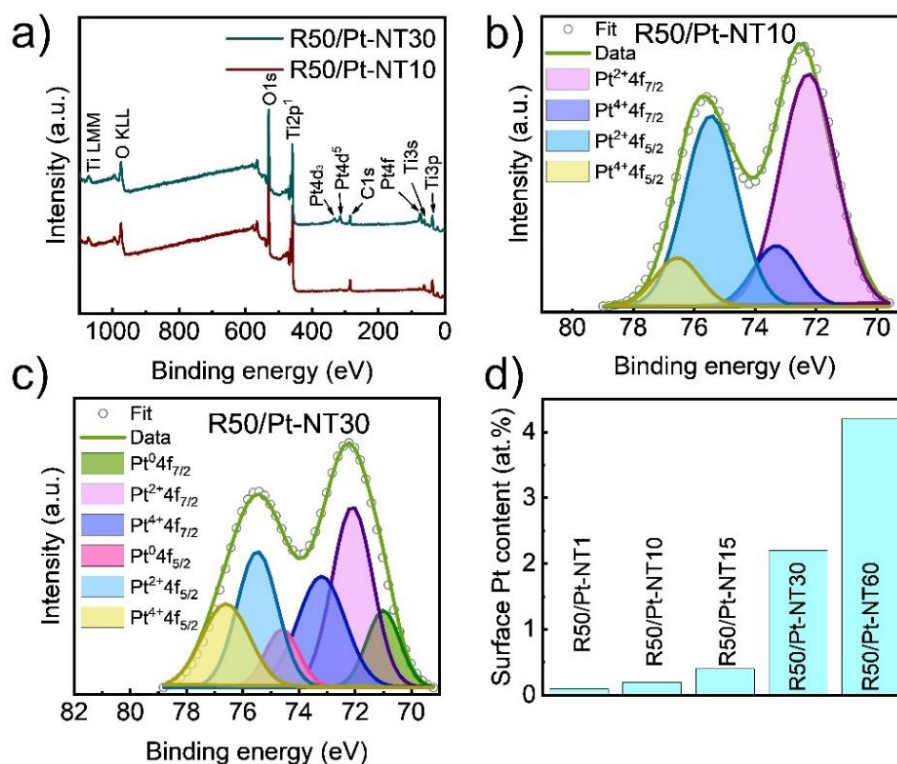 a)
R50/Pt-NT30
R50/Pt-NT10
Ti LMM
O KLL
O1s
Ti2p¹
Pt4d₃
Pt4d⁵
C1s
Pt4f
Ti3s
Ti3p
Intensity (a.u.)
1000 800 600 400 200 0
Binding energy (eV)
b)
R50/Pt-NT10
Fit
Data
Pt²⁺4f₇/₂
Pt⁴⁺4f₇/₂
Pt²⁺4f₅/₂
Pt⁴⁺4f₅/₂
Intensity (a.u.)
80 78 76 74 72 70
Binding energy (eV)
c)
R50/Pt-NT30
Fit
Data
Pt⁰4f₇/₂
Pt²⁺4f₇/₂
Pt⁴⁺4f₇/₂
Pt⁰4f₅/₂
Pt²⁺4f₅/₂
Pt⁴⁺4f₅/₂
Intensity (a.u.)
82 80 78 76 74 72 70
Binding energy (eV)
d)
Surface Pt content (at.%)
4
3
2
1
0
R50/Pt-NT1
R50/Pt-NT10
R50/Pt-NT15
R50/Pt-NT30
R50/Pt-NT60